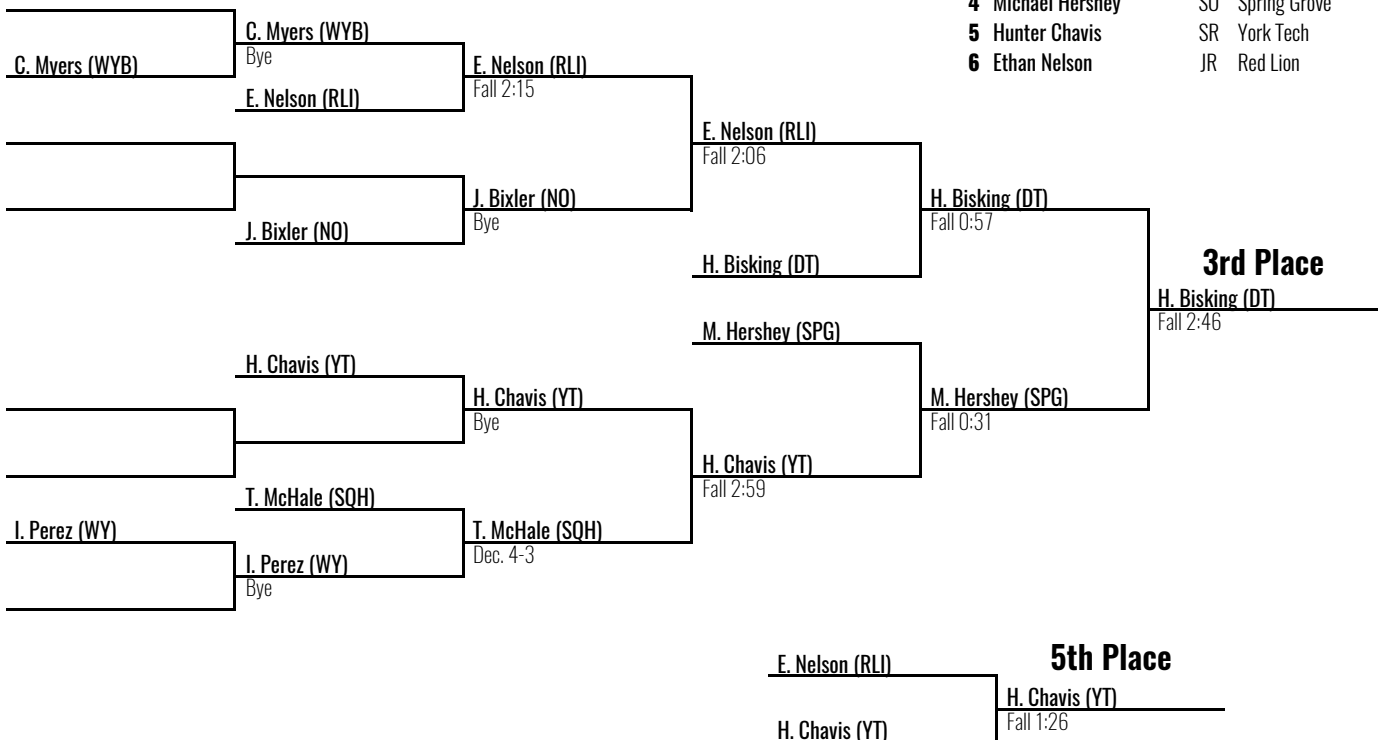 4 Michael Hershey SO Spring Grove
5 Hunter Chavis SR York Tech
6 Ethan Nelson JR Red Lion
C. Myers (WYB)
C. Myers (WYB)
Bye
E. Nelson (RLI)
E. Nelson (RLI)
Fall 2:15
J. Bixler (NO)
J. Bixler (NO)
Bye
E. Nelson (RLI)
Fall 2:06
H. Bisking (DT)
H. Bisking (DT)
Fall 0:57
3rd Place
H. Bisking (DT)
Fall 2:46
M. Hershey (SPG)
M. Hershey (SPG)
Fall 0:31
H. Chavis (YT)
H. Chavis (YT)
Bye
H. Chavis (YT)
Fall 2:59
T. McHale (SQH)
T. McHale (SQH)
Dec. 4-3
I. Perez (WY)
I. Perez (WY)
Bye
5th Place
E. Nelson (RLI)
H. Chavis (YT)
Fall 1:26
H. Chavis (YT)